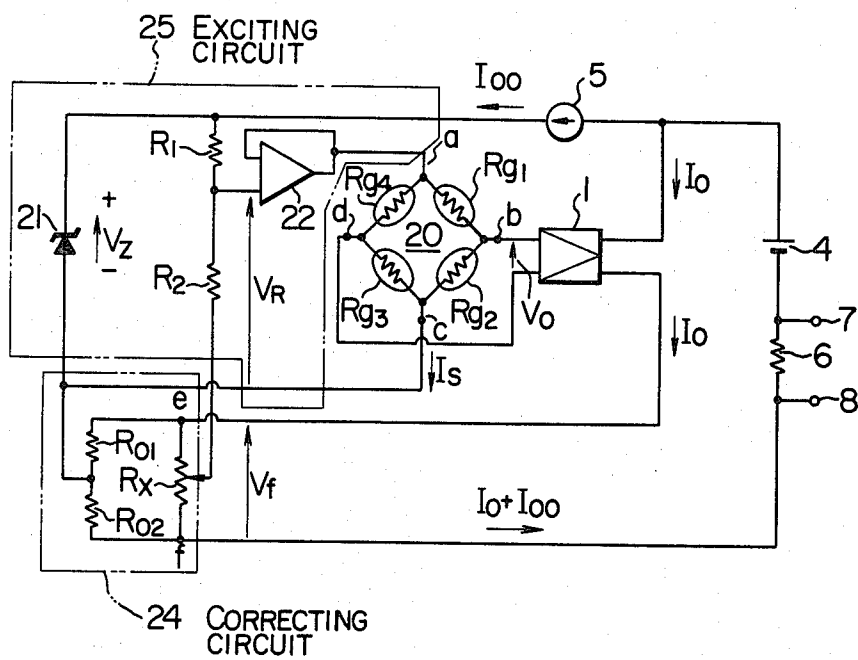 25 EXCITING
CIRCUIT
I00
5
R1
a
I0
Rg4
Rg1
1
22
d
b
21
+
VZ
−
20
4
R2
VR
Rg3
Rg2
V0
I0
7
c
6
IS
8
e
R01
RX
Vf
I0+I00
R02
f
24 CORRECTING
CIRCUIT